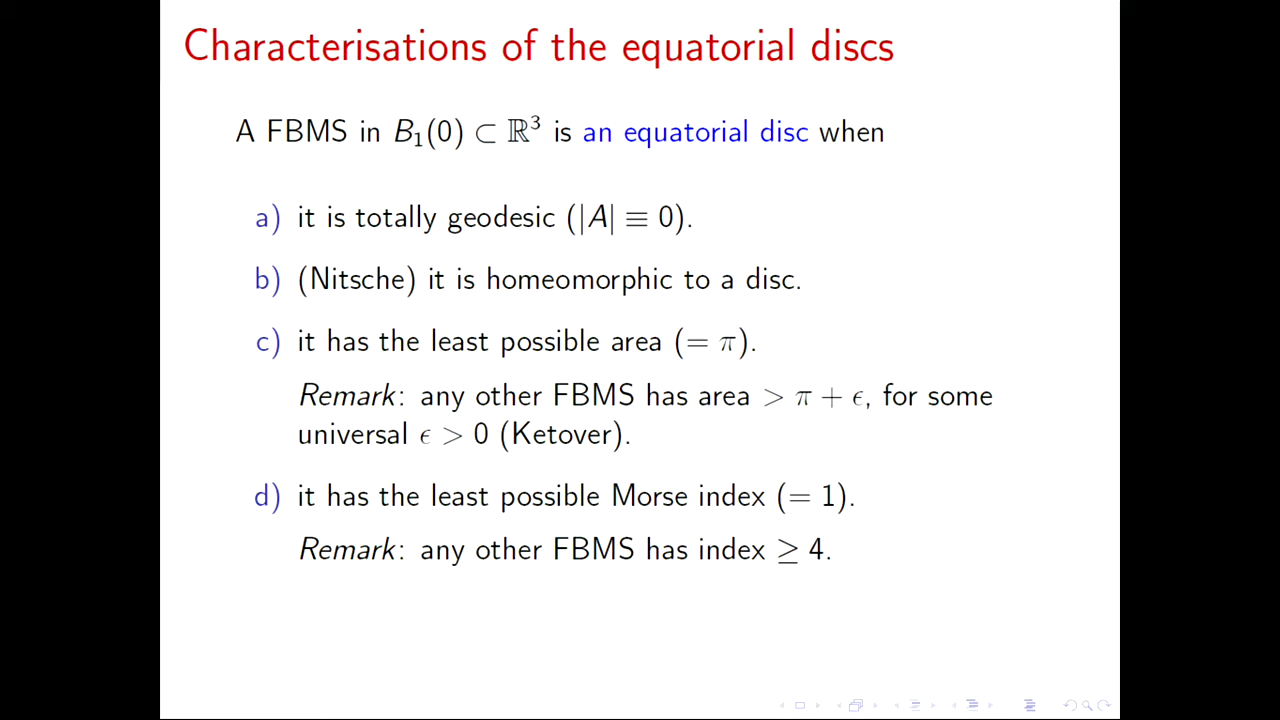 Characterisations of the equatorial discs
A FBMS in B₁(0) ⊂ ℝ³ is an equatorial disc when
a) it is totally geodesic (|A| ≡ 0).
b) (Nitsche) it is homeomorphic to a disc.
c) it has the least possible area (= π).
Remark: any other FBMS has area > π + ϵ, for some
universal ϵ > 0 (Ketover).
d) it has the least possible Morse index (= 1).
Remark: any other FBMS has index ≥ 4.